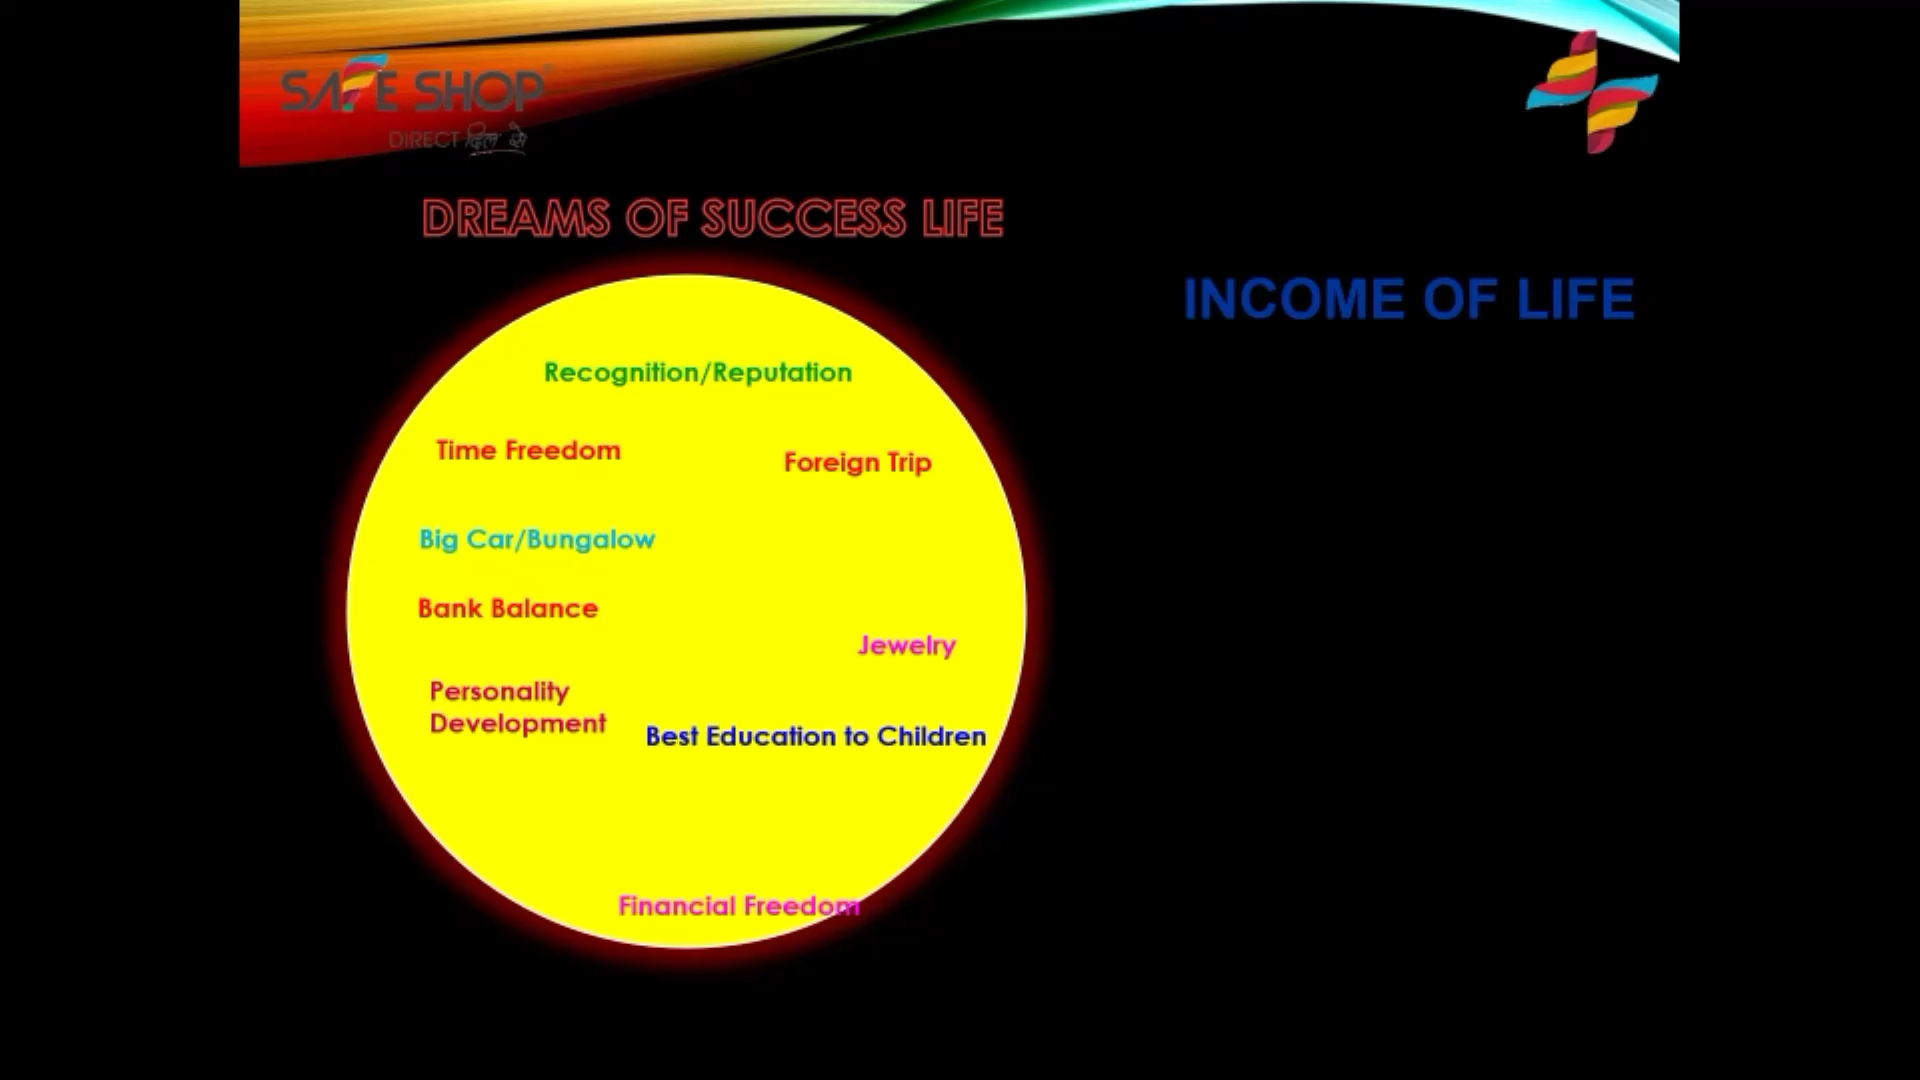 SAFE SHOP
DIRECT दिल से
DREAMS OF SUCCESS LIFE
INCOME OF LIFE
Recognition/Reputation
Time Freedom
Foreign Trip
Big Car/Bungalow
Bank Balance
Jewelry
Personality
Development
Best Education to Children
Financial Freedom